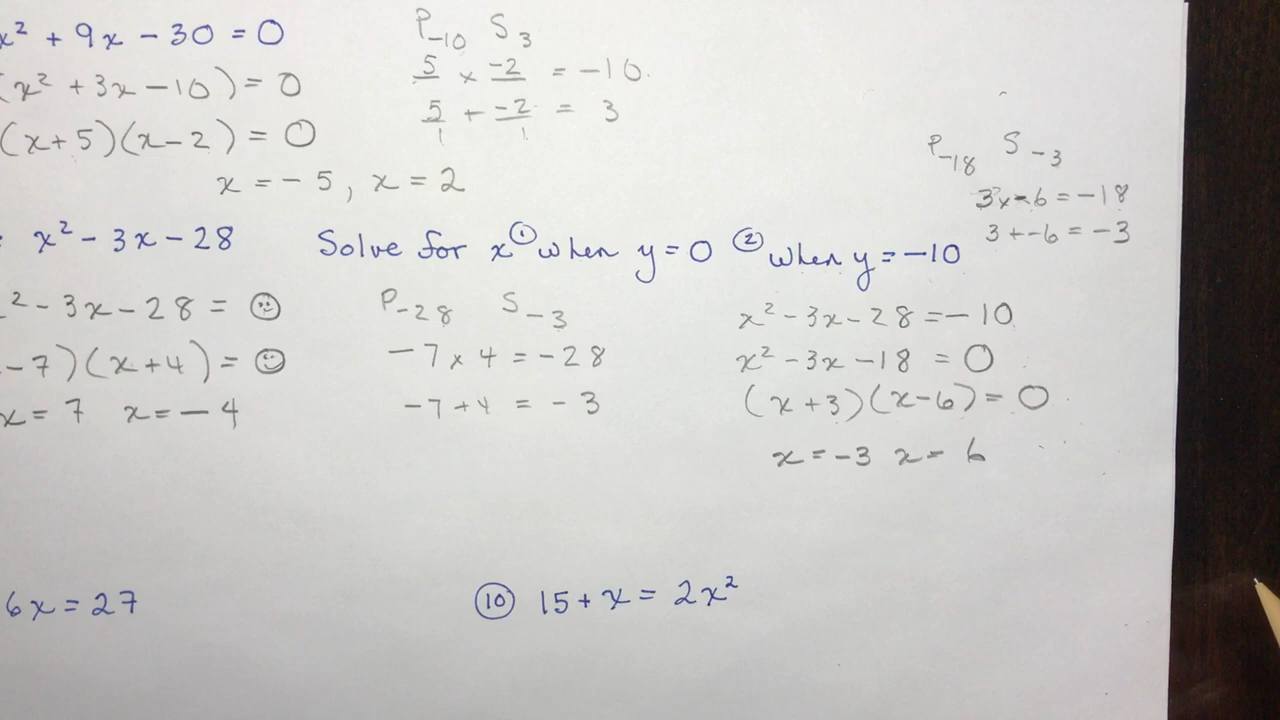 x² + 9x - 30 = 0
(x² + 3x - 10) = 0
(x + 5)(x - 2) = 0
x = -5, x = 2
P₋₁₀ S₃
5 x -2 = -10
5 + -2 = 3
P₋₁₈ S₋₃
3 x -6 = -18
3 + -6 = -3
= x² - 3x - 28 Solve for x ① when y = 0 ② when y = -10
² - 3x - 28 = ☺
- 7)(x + 4) = ☺
x = 7 x = -4
P₋₂₈ S₋₃
-7 x 4 = -28
-7 + 4 = -3
x² - 3x - 28 = -10
x² - 3x - 18 = 0
(x + 3)(x - 6) = 0
x = -3 x = 6
6x = 27
⑩ 15 + x = 2x²